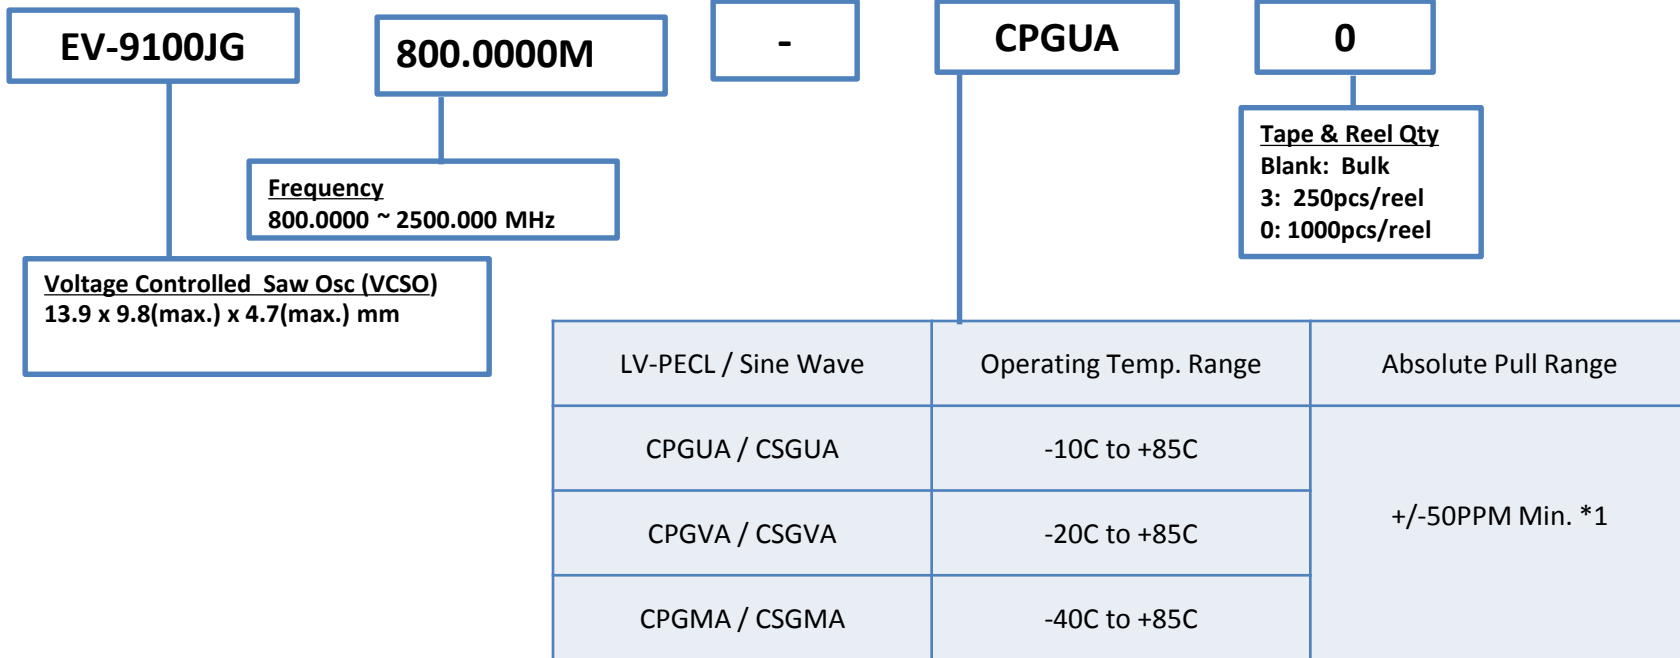 EV-9100JG
800.0000M
-
CPGUA
0
Tape & Reel Qty
Blank:  Bulk
3:  250pcs/reel
0: 1000pcs/reel
Frequency
800.0000 ~ 2500.000 MHz
Voltage Controlled  Saw Osc (VCSO)
13.9 x 9.8(max.) x 4.7(max.) mm
LV-PECL / Sine Wave
Operating Temp. Range
Absolute Pull Range
CPGUA / CSGUA
-10C to +85C
+/-50PPM Min. *1
CPGVA / CSGVA
-20C to +85C
CPGMA / CSGMA
-40C to +85C